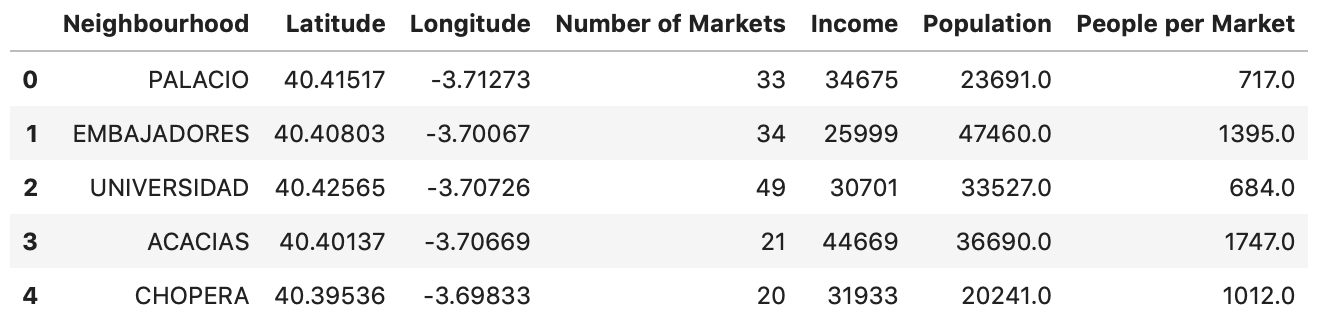 Neighbourhood Latitude Longitude Number of Markets Income Population People per Market
0 PALACIO 40.41517 -3.71273 33 34675 23691.0 717.0
1 EMBAJADORES 40.40803 -3.70067 34 25999 47460.0 1395.0
2 UNIVERSIDAD 40.42565 -3.70726 49 30701 33527.0 684.0
3 ACACIAS 40.40137 -3.70669 21 44669 36690.0 1747.0
4 CHOPERA 40.39536 -3.69833 20 31933 20241.0 1012.0